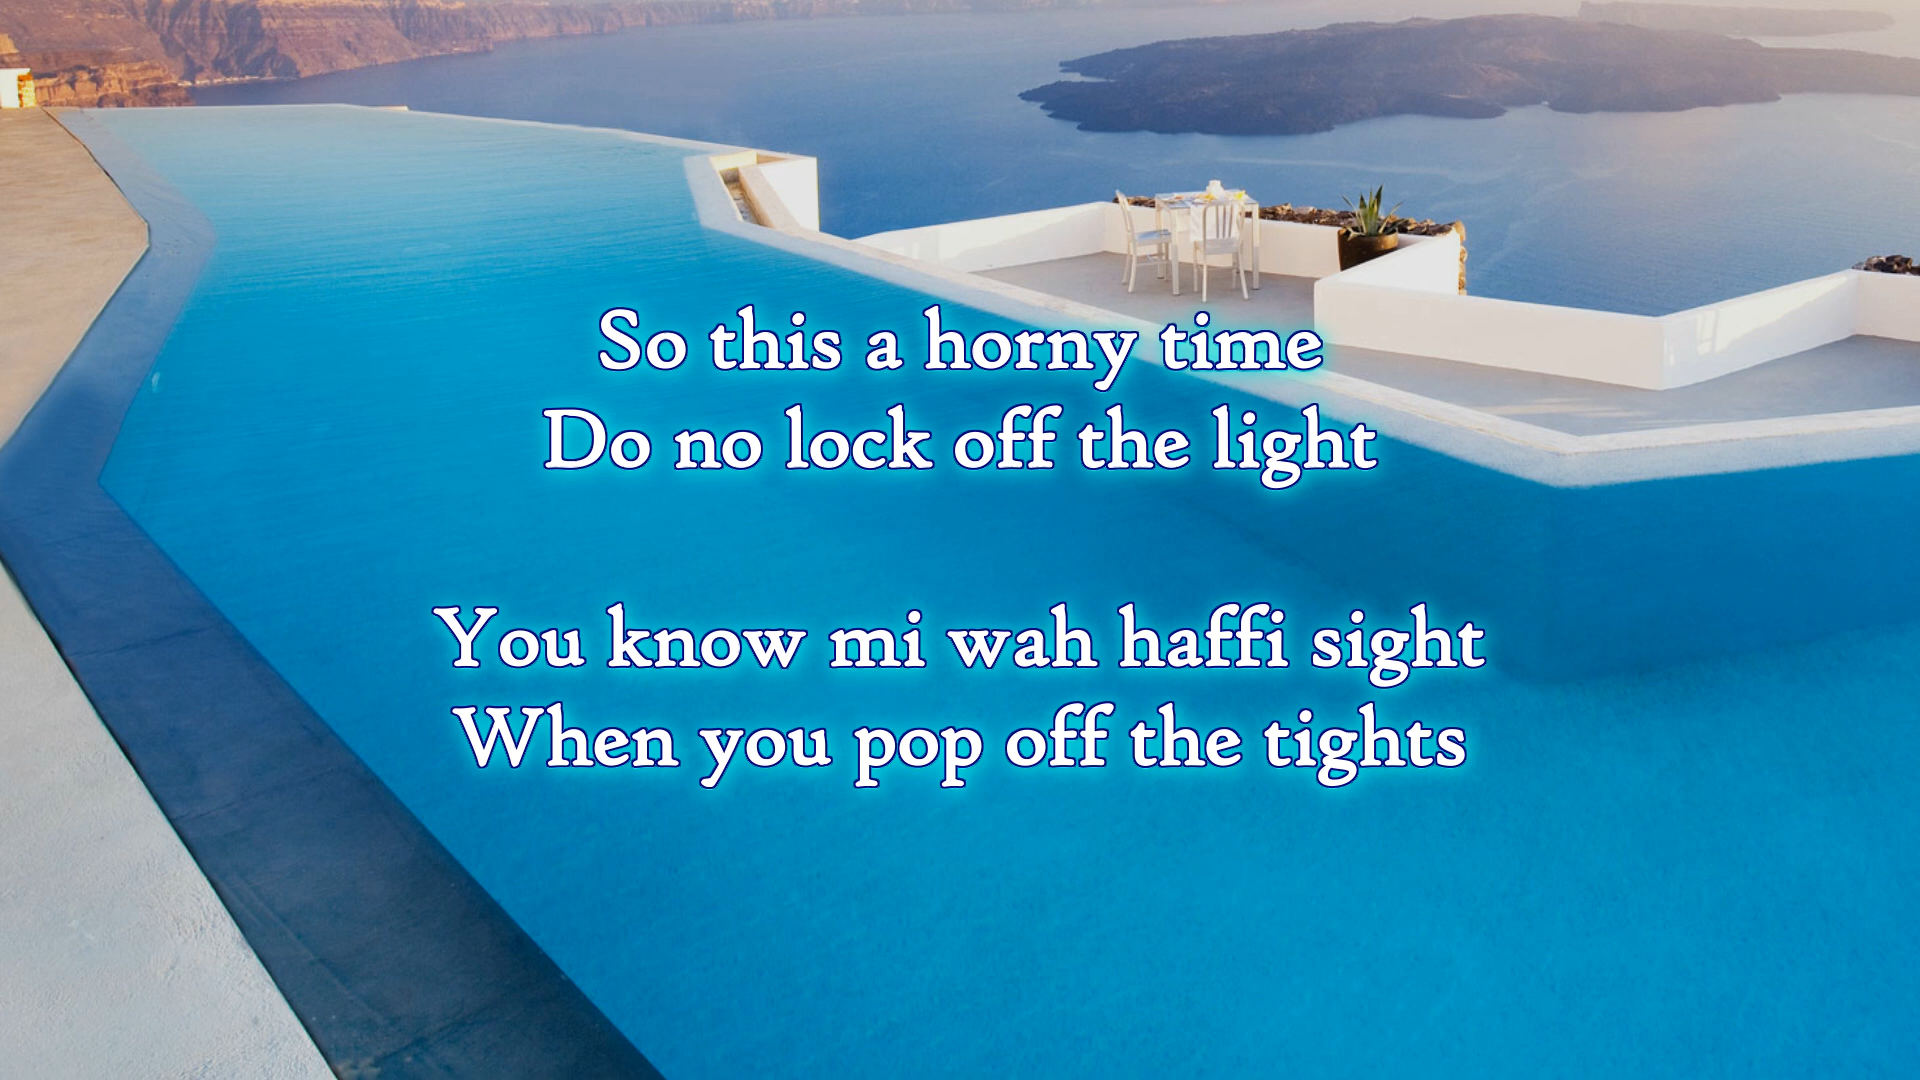 So this a horny time
Do no lock off the light
You know mi wah haffi sight
When you pop off the tights